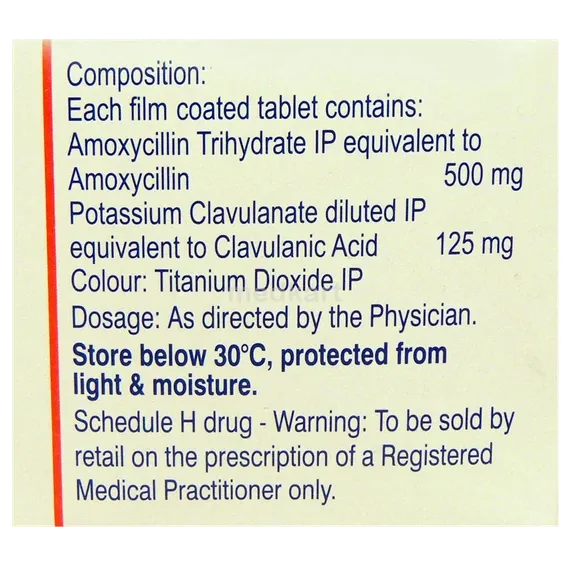 Composition:
Each film coated tablet contains:
Amoxycillin Trihydrate IP equivalent to
Amoxycillin 500 mg
Potassium Clavulanate diluted IP
equivalent to Clavulanic Acid 125 mg
Colour: Titanium Dioxide IP
medkart
Dosage: As directed by the Physician.
Store below 30°C, protected from
light & moisture.
Schedule H drug - Warning: To be sold by
retail on the prescription of a Registered
Medical Practitioner only.